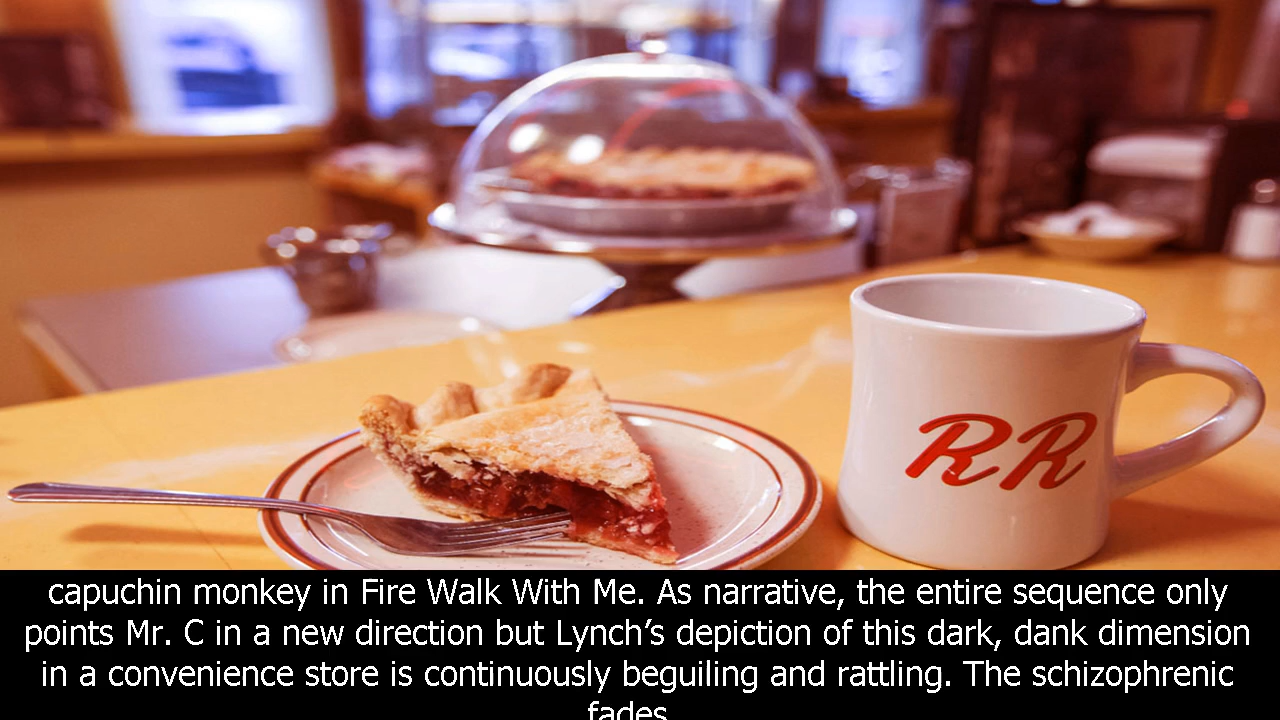 RR
capuchin monkey in Fire Walk With Me. As narrative, the entire sequence only
points Mr. C in a new direction but Lynch’s depiction of this dark, dank dimension
in a convenience store is continuously beguiling and rattling. The schizophrenic
fades